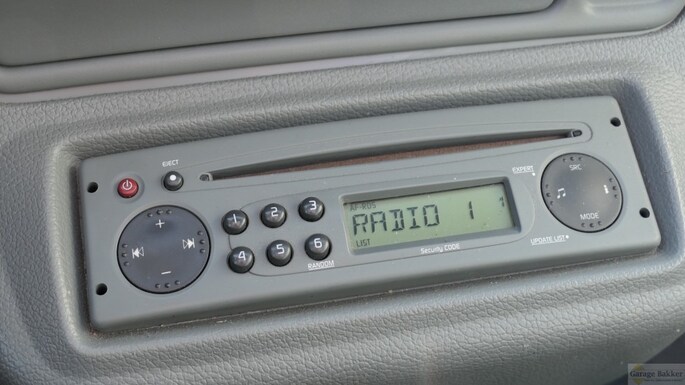 EJECT
EXPERT
SRC
MODE
UPDATE LIST
1 2 3
4 5 6
RANDOM
AF-RDS
RADIO 1
LIST
Security CODE
Garage Bakker